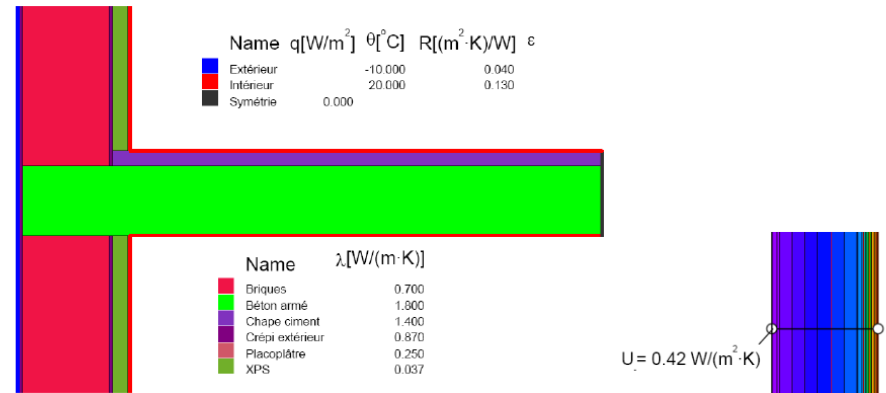 Name q[W/m²] θ[°C] R[(m²·K)/W] ε
Extérieur -10.000 0.040
Intérieur 20.000 0.130
Symétrie 0.000
Name λ[W/(m·K)]
Briques 0.700
Béton armé 1.800
Chape ciment 1.400
Crépi extérieur 0.870
Placoplâtre 0.250
XPS 0.037
U = 0.42 W/(m²·K)